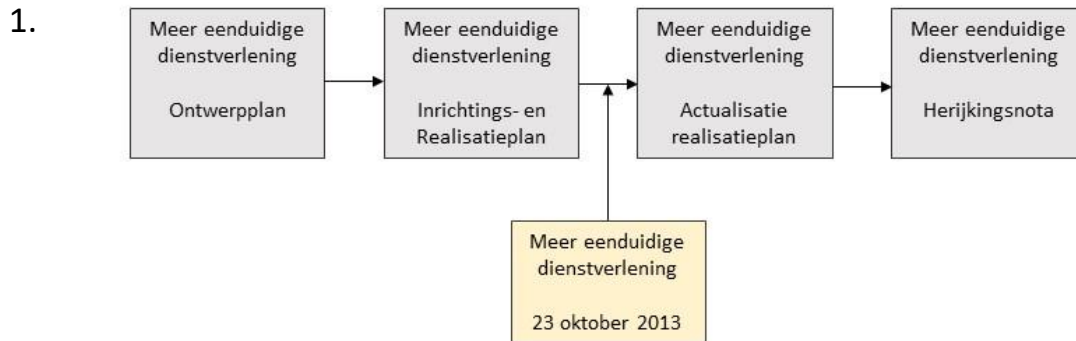 1.
Meer eenduidige
dienstverlening
Ontwerpplan
Meer eenduidige
dienstverlening
Inrichtings- en
Realisatieplan
Meer eenduidige
dienstverlening
Actualisatie
realisatieplan
Meer eenduidige
dienstverlening
Herijkingsnota
Meer eenduidige
dienstverlening
23 oktober 2013